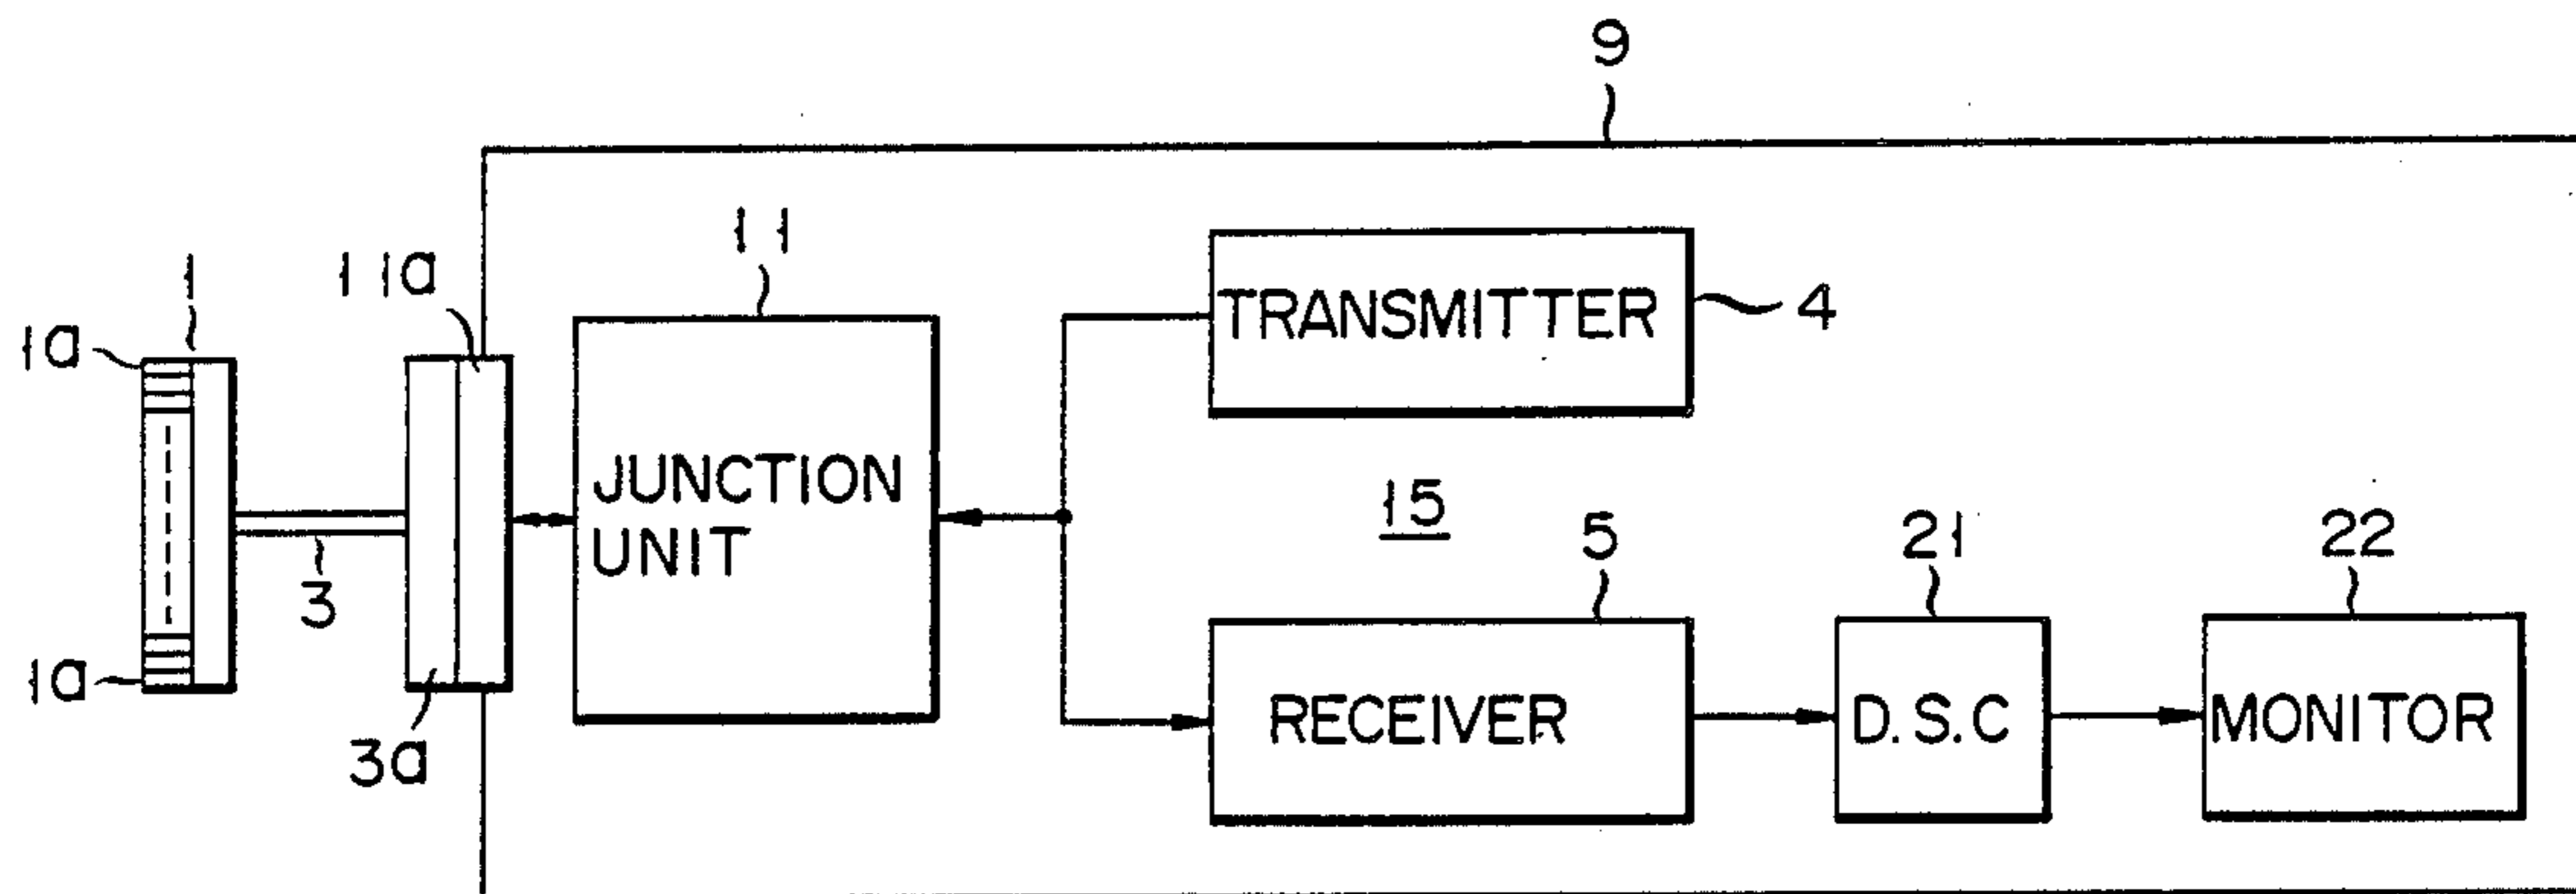 9
11
11a
1
TRANSMITTER
4
1a
JUNCTION
UNIT
15
5
21
22
3
1a
RECEIVER
D.S.C
MONITOR
3a